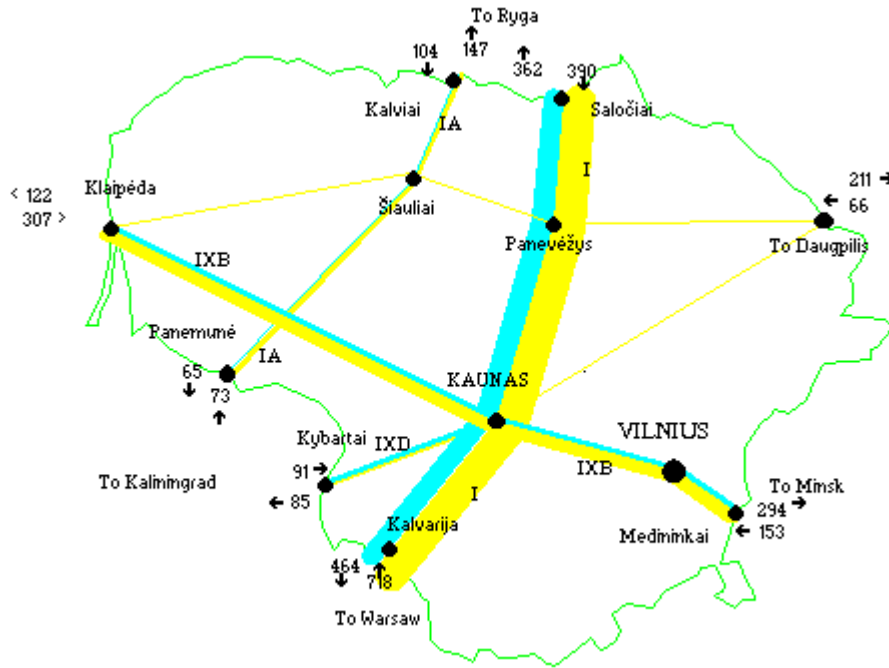 To Ryga
104
147
362
390
Kalviai
IA
Saločiai
I
Klaipėda
< 122
307 >
Šiauliai
211
66
Panevėžys
To Daugpilis
IXB
Panemunė
IA
65
73
KAUNAS
VILNIUS
Kybartai
IXD
91
85
To Kaliningrad
I
IXB
To Minsk
294
153
Medininkai
Kalvarija
464
718
To Warsaw